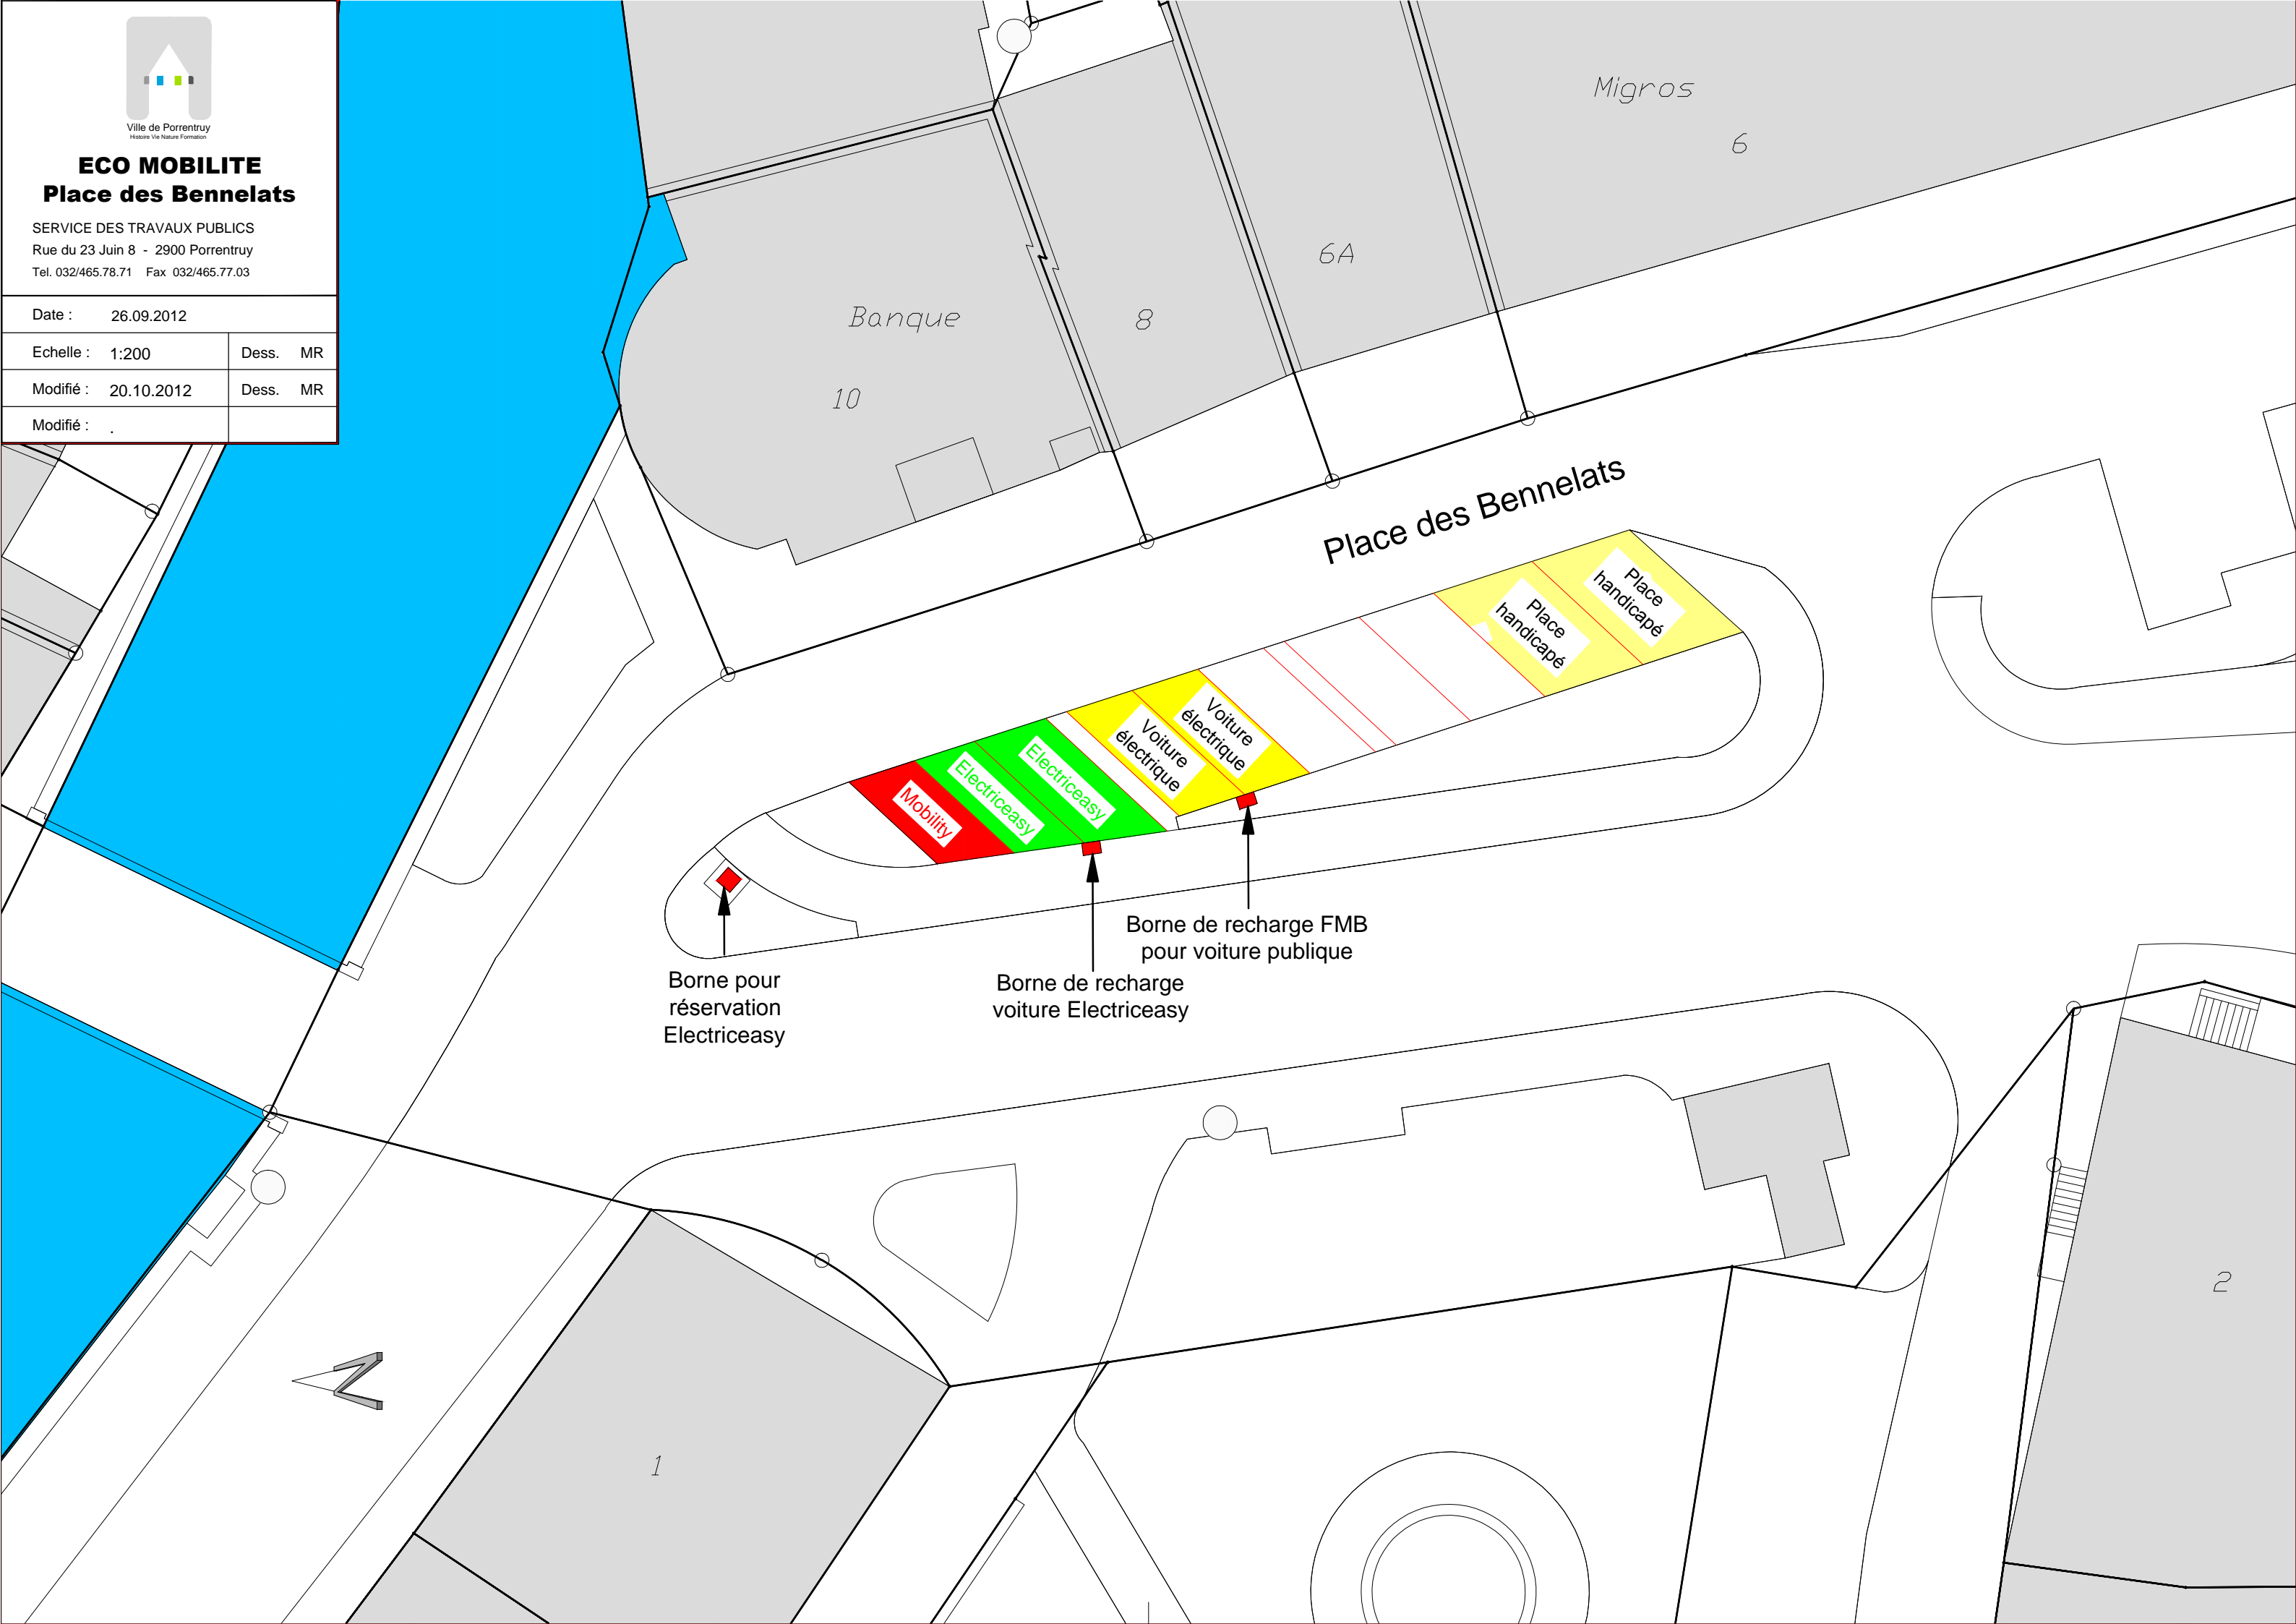 Ville de Porrentruy
Histoire Vie Nature Formation
ECO MOBILITE
Place des Bennelats
SERVICE DES TRAVAUX PUBLICS
Rue du 23 Juin 8 - 2900 Porrentruy
Tel. 032/465.78.71 Fax 032/465.77.03
Date : 26.09.2012
Echelle : 1:200 Dess. MR
Modifié : 20.10.2012 Dess. MR
Modifié : .
Migros
6
6A
Banque
8
10
Place des Bennelats
Place
handicapé
Place
handicapé
Voiture
électrique
Voiture
électrique
Electriceasy
Electriceasy
Mobility
Borne de recharge FMB
pour voiture publique
Borne de recharge
voiture Electriceasy
Borne pour
réservation
Electriceasy
2
1
N